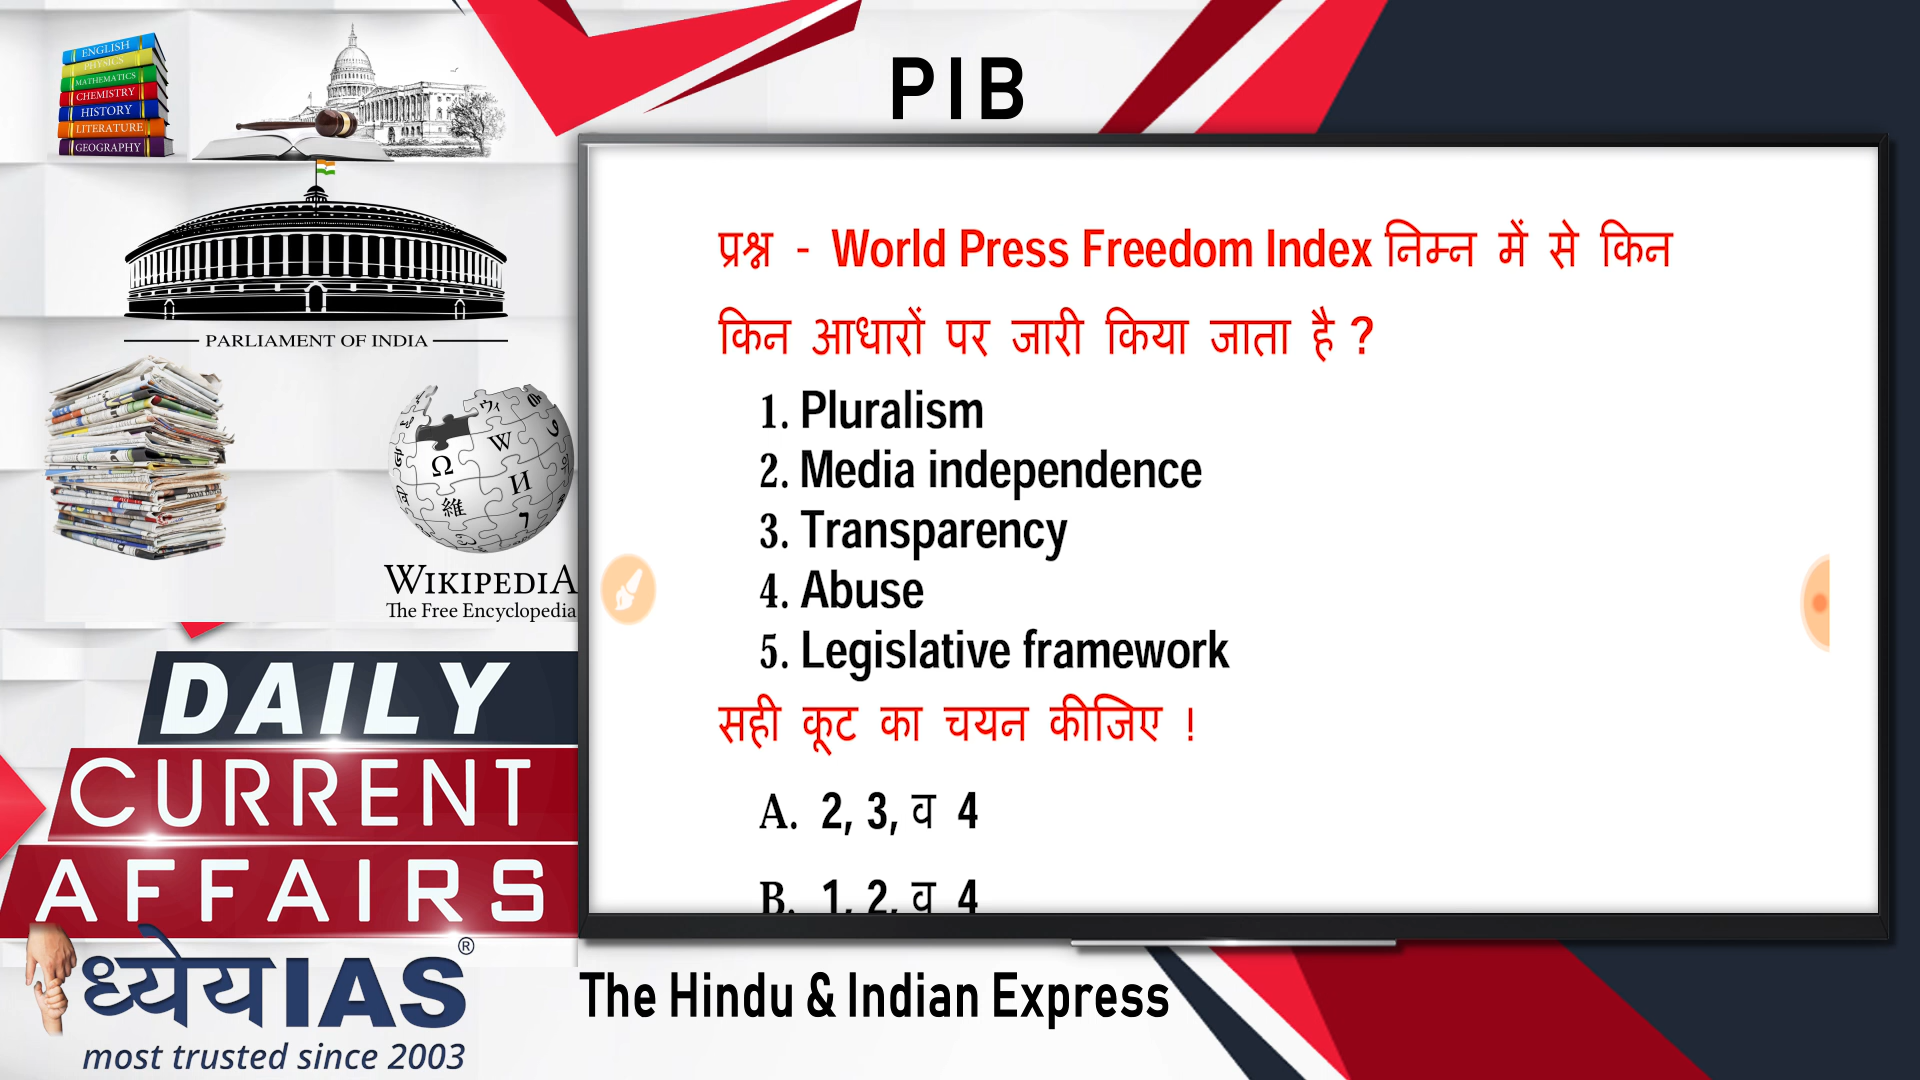 ENGLISH
PHYSICS
MATHEMATICS
CHEMISTRY
HISTORY
LITERATURE
GEOGRAPHY
PARLIAMENT OF INDIA
Ω
W
И
維
WIKIPEDIA
The Free Encyclopedia
DAILY
CURRENT
AFFAIRS
ध्येयIAS®
most trusted since 2003
PIB
प्रश्न - World Press Freedom Index निम्न में से किन
किन आधारों पर जारी किया जाता है ?
1. Pluralism
2. Media independence
3. Transparency
4. Abuse
5. Legislative framework
सही कूट का चयन कीजिए !
A. 2, 3, व 4
B. 1, 2, व 4
The Hindu & Indian Express